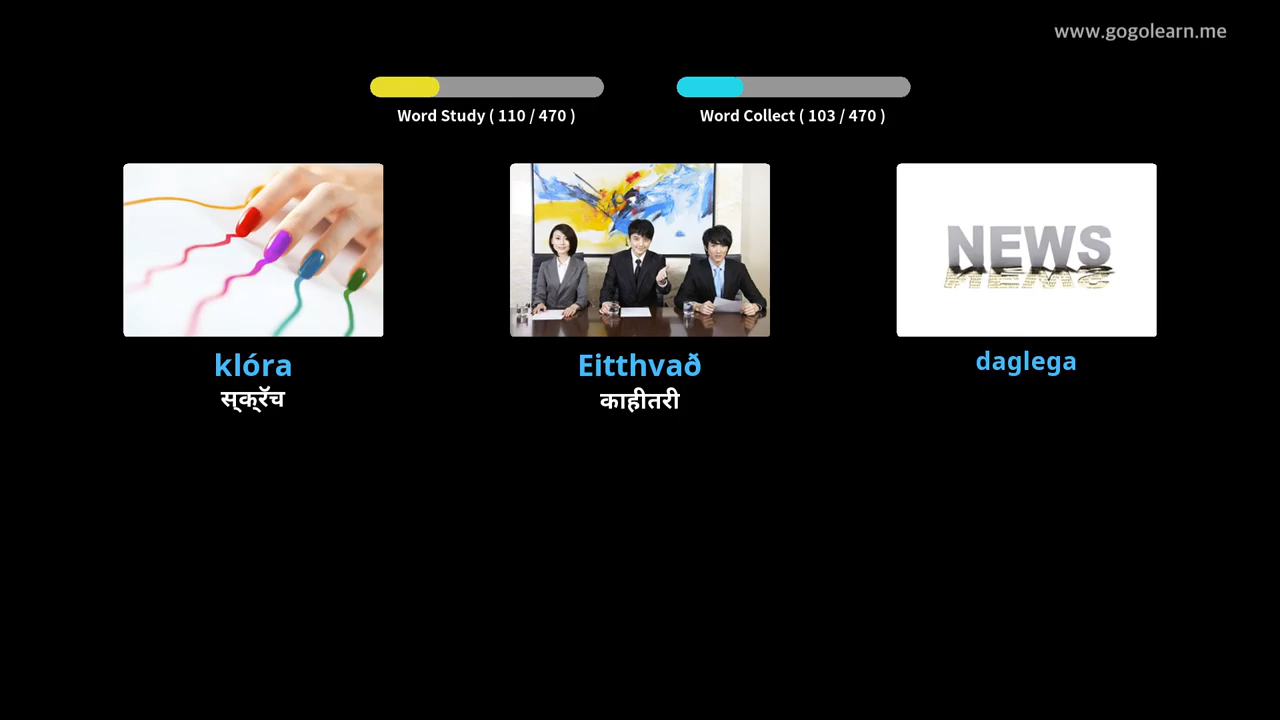 www.gogolearn.me
Word Study ( 110 / 470 )
Word Collect ( 103 / 470 )
NEWS
klóra
Eitthvað
daglega
स्क्रॅच
काहीतरी